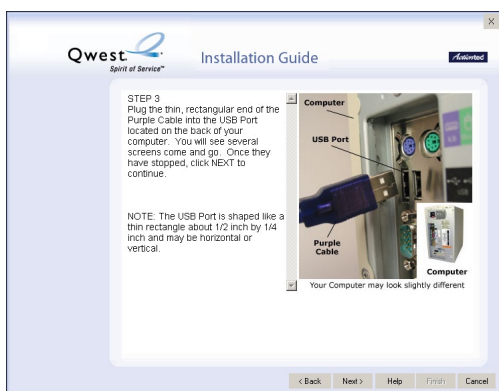 Qwest
Spirit of Service™
Installation Guide
Actiontec
STEP 3
Plug the thin, rectangular end of the
Purple Cable into the USB Port
located on the back of your
computer. You will see several
screens come and go. Once they
have stopped, click NEXT to
continue.
NOTE: The USB Port is shaped like a
thin rectangle about 1/2 inch by 1/4
inch and may be horizontal or
vertical.
Computer
USB Port
Purple
Cable
Computer
Your Computer may look slightly different
< Back
Next >
Help
Finish
Cancel